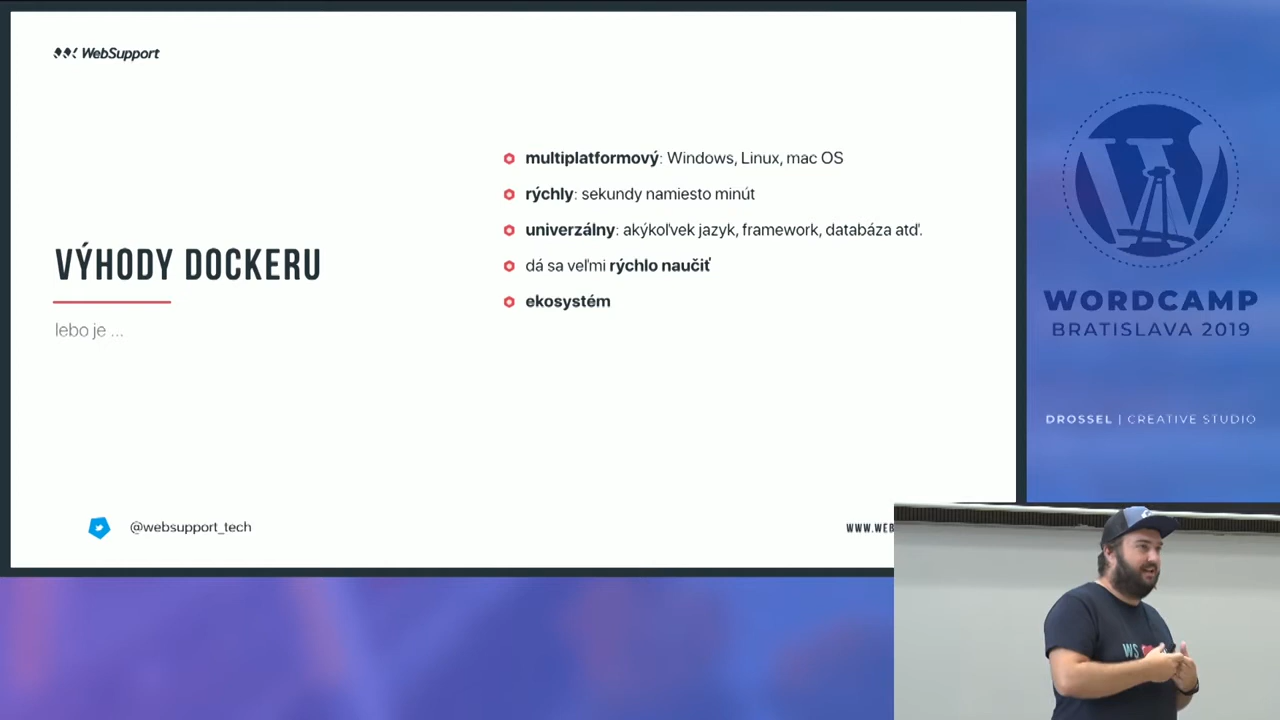 WebSupport
VÝHODY DOCKERU
lebo je ...
multiplatformový: Windows, Linux, mac OS
rýchly: sekundy namiesto minút
univerzálny: akýkoľvek jazyk, framework, databáza atď.
dá sa veľmi rýchlo naučiť
ekosystém
@websupport_tech
WWW.WEB
WORDCAMP
BRATISLAVA 2019
DROSSEL | CREATIVE STUDIO
WS